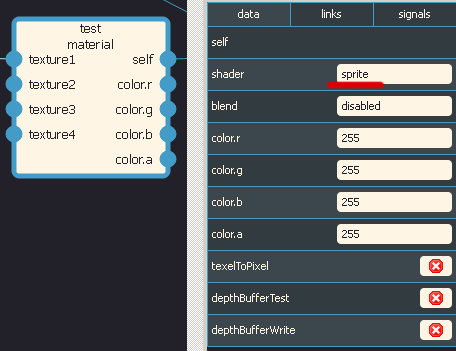 test
material
texture1 self
texture2 color.r
texture3 color.g
texture4 color.b
color.a
data links signals
self
shader sprite
blend disabled
color.r 255
color.g 255
color.b 255
color.a 255
texelToPixel
depthBufferTest
depthBufferWrite